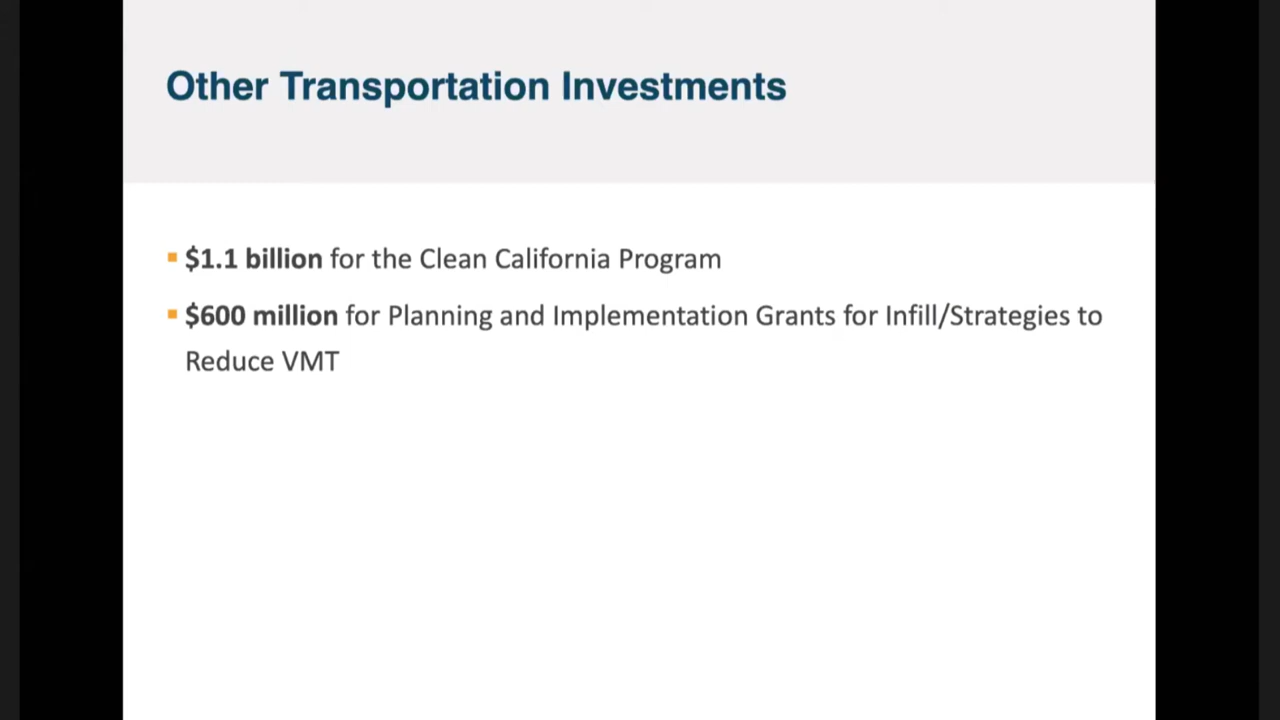 Other Transportation Investments
$1.1 billion for the Clean California Program
$600 million for Planning and Implementation Grants for Infill/Strategies to
Reduce VMT